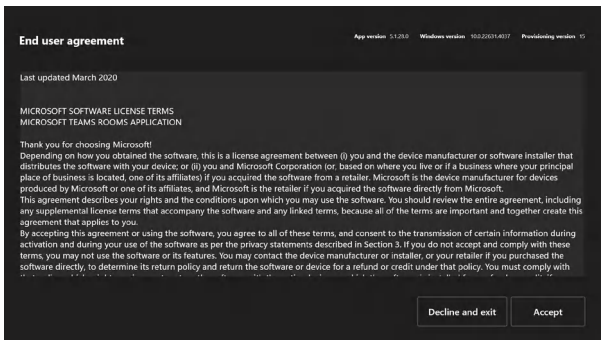 End user agreement
App version 5.1.28.0 Windows version 10.0.22631.4037 Provisioning version 15
Last updated March 2020
MICROSOFT SOFTWARE LICENSE TERMS
MICROSOFT TEAMS ROOMS APPLICATION
Thank you for choosing Microsoft!
Depending on how you obtained the software, this is a license agreement between (i) you and the device manufacturer or software installer that
distributes the software with your device; or (ii) you and Microsoft Corporation (or, based on where you live or if a business where your principal
place of business is located, one of its affiliates) if you acquired the software from a retailer. Microsoft is the device manufacturer for devices
produced by Microsoft or one of its affiliates, and Microsoft is the retailer if you acquired the software directly from Microsoft.
This agreement describes your rights and the conditions upon which you may use the software. You should review the entire agreement, including
any supplemental license terms that accompany the software and any linked terms, because all of the terms are important and together create this
agreement that applies to you.
By accepting this agreement or using the software, you agree to all of these terms, and consent to the transmission of certain information during
activation and during your use of the software as per the privacy statements described in Section 3. If you do not accept and comply with these
terms, you may not use the software or its features. You may contact the device manufacturer or installer, or your retailer if you purchased the
software directly, to determine its return policy and return the software or device for a refund or credit under that policy. You must comply with
Decline and exit
Accept